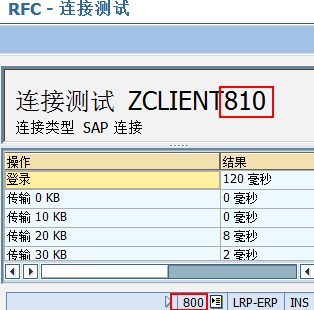 RFC - 连接测试
连接测试 ZCLIENT810
连接类型 SAP 连接
操作 结果
登录 120 毫秒
传输 0 KB 0 毫秒
传输 10 KB 0 毫秒
传输 20 KB 8 毫秒
传输 30 KB 2 毫秒
800 LRP-ERP INS